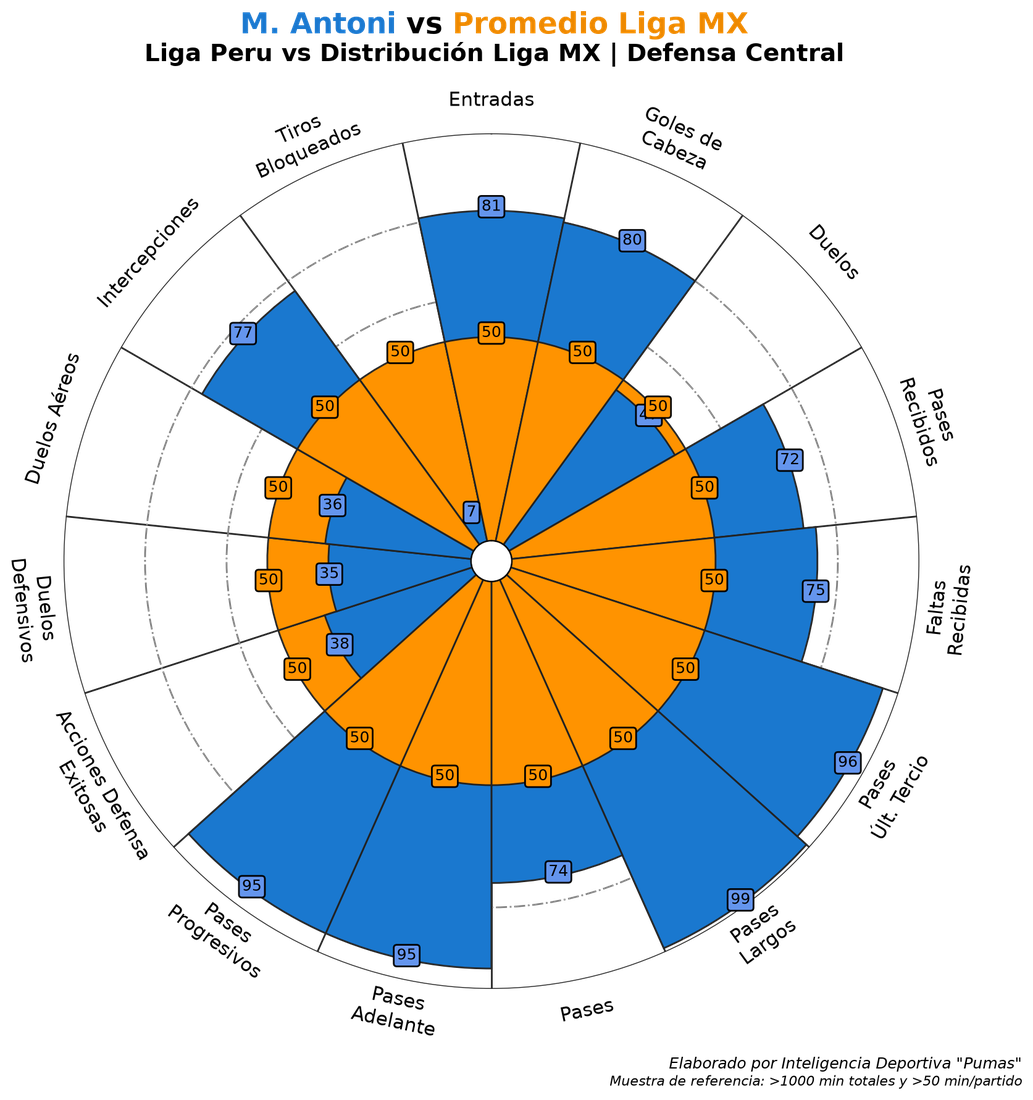 M. Antoni vs Promedio Liga MX
Liga Peru vs Distribución Liga MX | Defensa Central
Entradas
81
50
Goles de
Cabeza
80
50
Duelos
50
Pases
Recibidos
72
50
Faltas
Recibidas
75
50
Pases
Últ. Tercio
96
50
Pases
Largos
99
50
Pases
74
50
Pases
Adelante
95
50
Pases
Progresivos
95
50
Acciones Defensa
Exitosas
38
50
Duelos
Defensivos
35
50
Duelos Aéreos
36
50
Intercepciones
77
50
Tiros
Bloqueados
7
50
Elaborado por Inteligencia Deportiva "Pumas"
Muestra de referencia: >1000 min totales y >50 min/partido